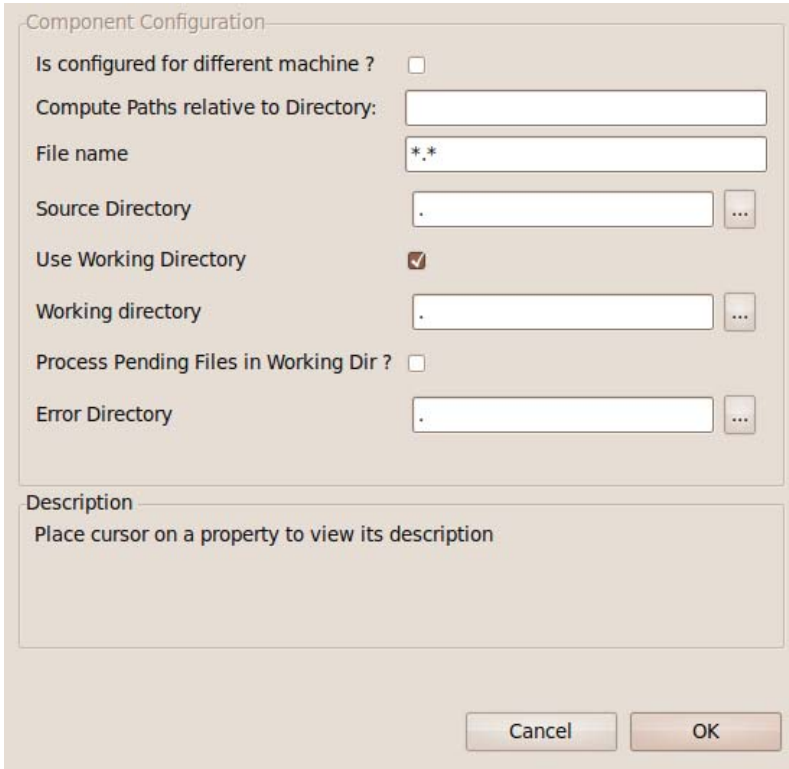 Component Configuration
Is configured for different machine ?
Compute Paths relative to Directory:
File name *.*
Source Directory . ...
Use Working Directory
Working directory . ...
Process Pending Files in Working Dir ?
Error Directory . ...
Description
Place cursor on a property to view its description
Cancel OK